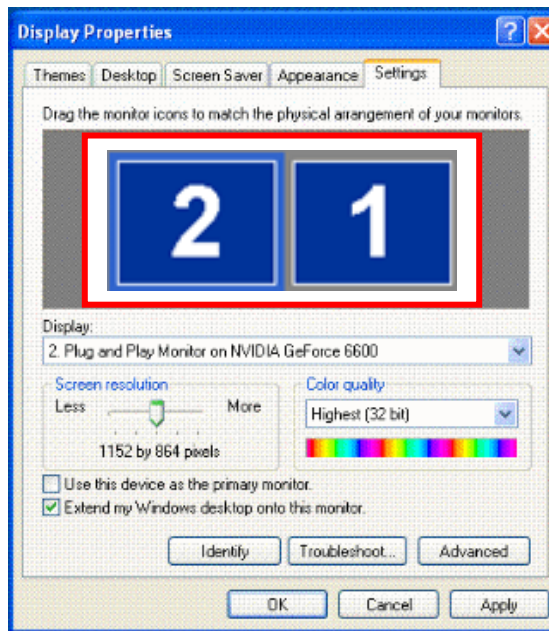 Display Properties
Themes Desktop Screen Saver Appearance Settings
Drag the monitor icons to match the physical arrangement of your monitors.
2 1
Display:
2. Plug and Play Monitor on NVIDIA GeForce 6600
Screen resolution
Less More
1152 by 864 pixels
Color quality
Highest (32 bit)
Use this device as the primary monitor.
Extend my Windows desktop onto this monitor.
Identify Troubleshoot... Advanced
OK Cancel Apply